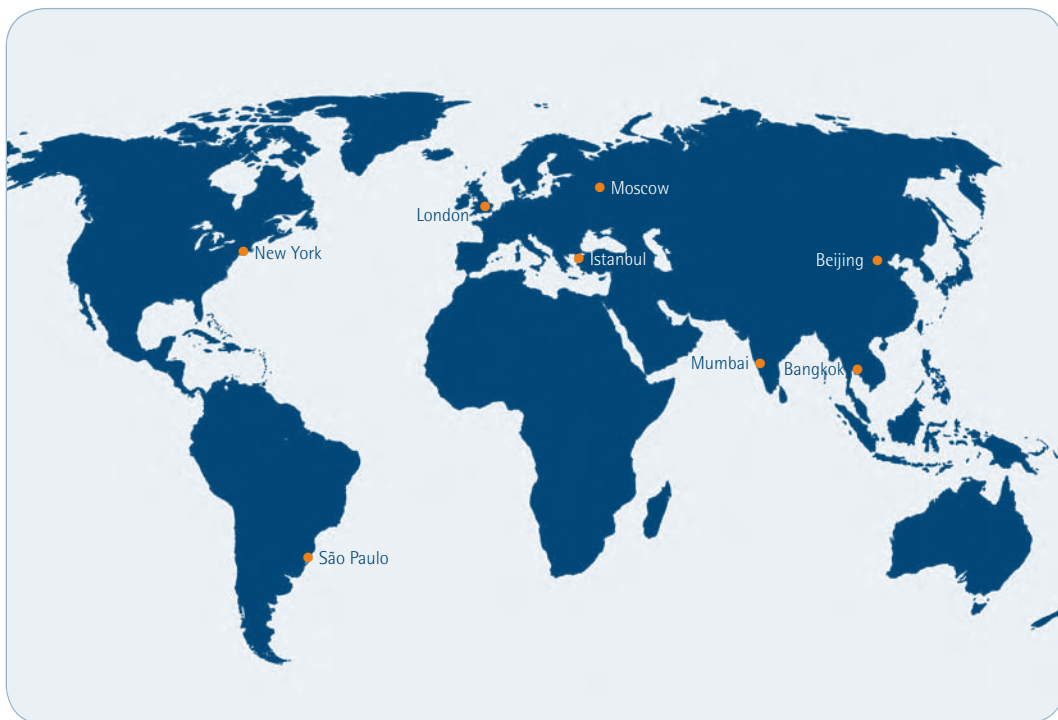 Moscow
London
New York
Istanbul
Beijing
Mumbai
Bangkok
São Paulo